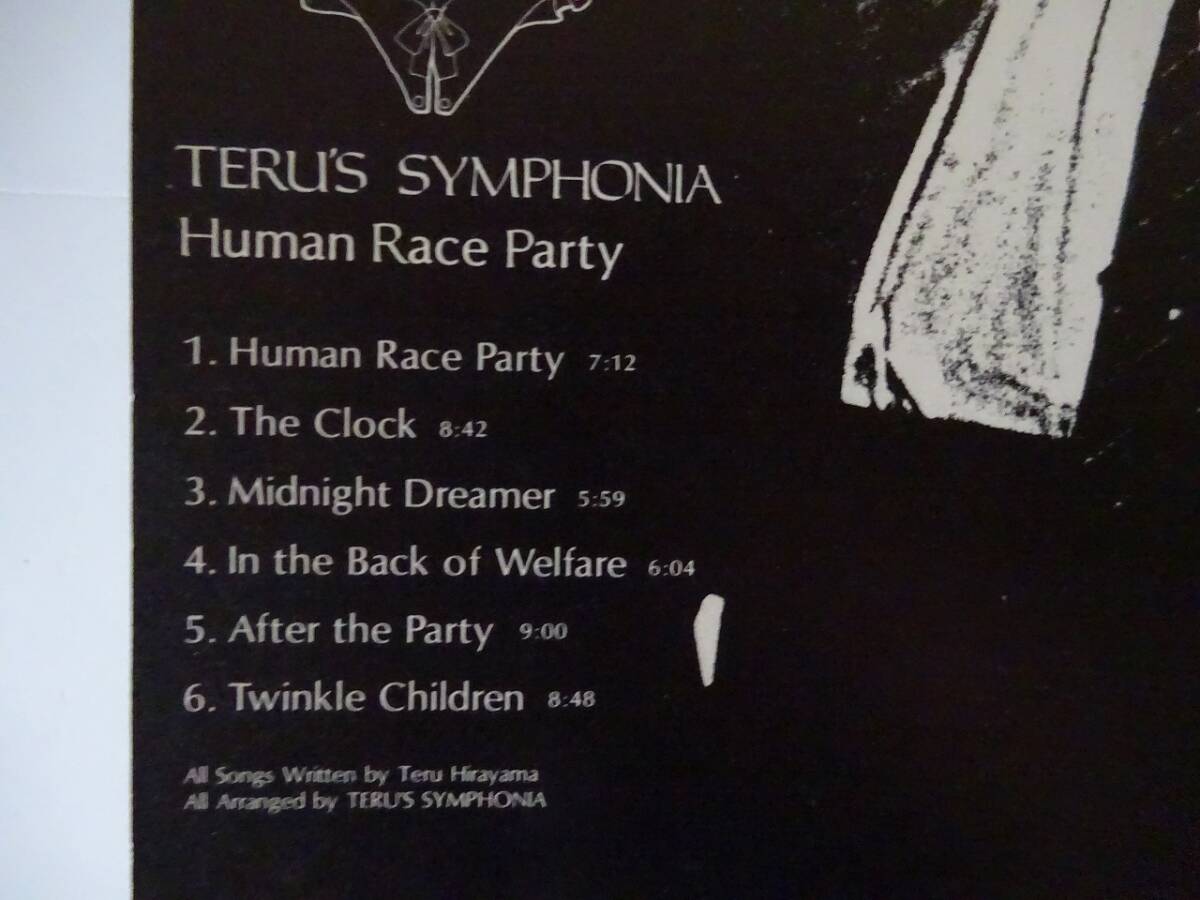 TERU'S SYMPHONIA
Human Race Party
1. Human Race Party 7:12
2. The Clock 8:42
3. Midnight Dreamer 5:59
4. In the Back of Welfare 6:04
5. After the Party 9:00
6. Twinkle Children 8:48
All Songs Written by Teru Hirayama
All Arranged by TERU'S SYMPHONIA